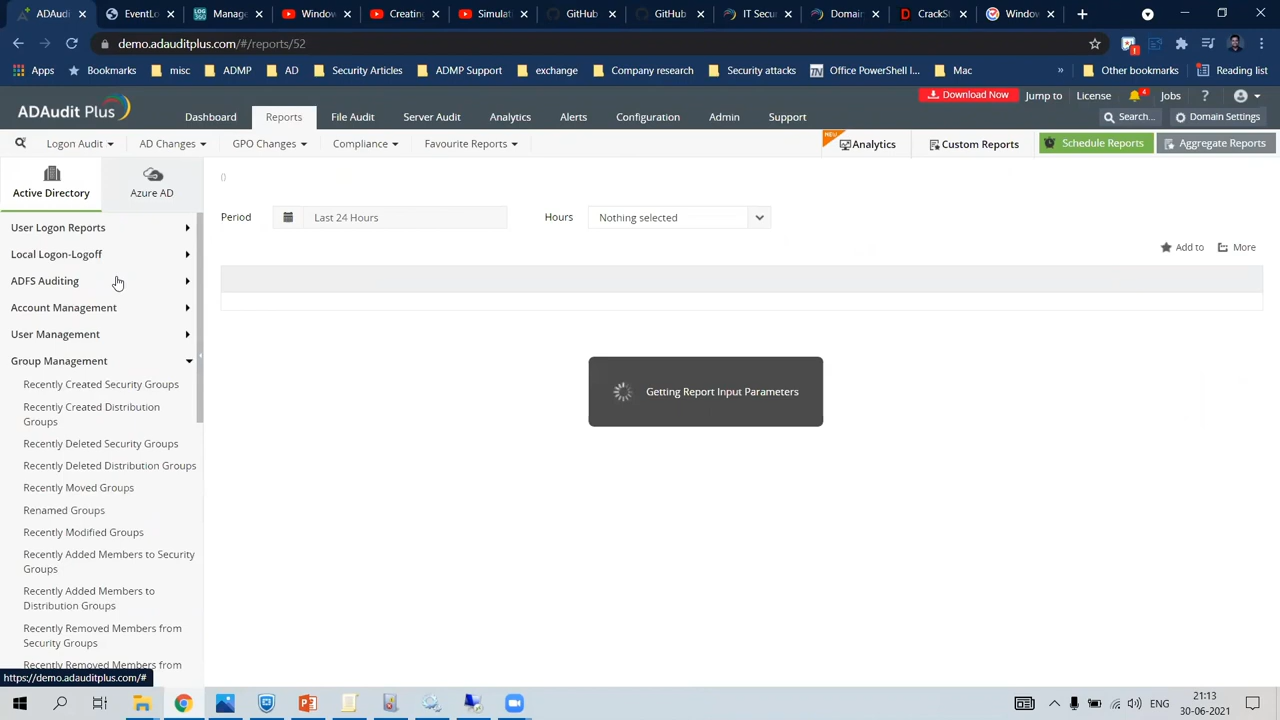 ADAudi
EventLo
Manage
Window
Creating
Simulati
GitHub
GitHub
IT Secur
Domain
CrackSt
Window
demo.adauditplus.com/#/reports/52
Apps
Bookmarks
misc
ADMP
AD
Security Articles
ADMP Support
exchange
Company research
Security attacks
Office PowerShell I...
Mac
»
Other bookmarks
Reading list
ADAudit Plus
Download Now
Jump to
License
4
Jobs
?
Dashboard
Reports
File Audit
Server Audit
Analytics
Alerts
Configuration
Admin
Support
Search...
Domain Settings
Logon Audit
AD Changes
GPO Changes
Compliance
Favourite Reports
NEW
Analytics
Custom Reports
Schedule Reports
Aggregate Reports
Active Directory
Azure AD
()
Period
Last 24 Hours
Hours
Nothing selected
Add to
More
User Logon Reports
Local Logon-Logoff
ADFS Auditing
Account Management
User Management
Group Management
Recently Created Security Groups
Recently Created Distribution
Groups
Recently Deleted Security Groups
Recently Deleted Distribution Groups
Recently Moved Groups
Renamed Groups
Recently Modified Groups
Recently Added Members to Security
Groups
Recently Added Members to
Distribution Groups
Recently Removed Members from
Security Groups
Recently Removed Members from
Getting Report Input Parameters
https://demo.adauditplus.com/#
ENG
21:13
30-06-2021